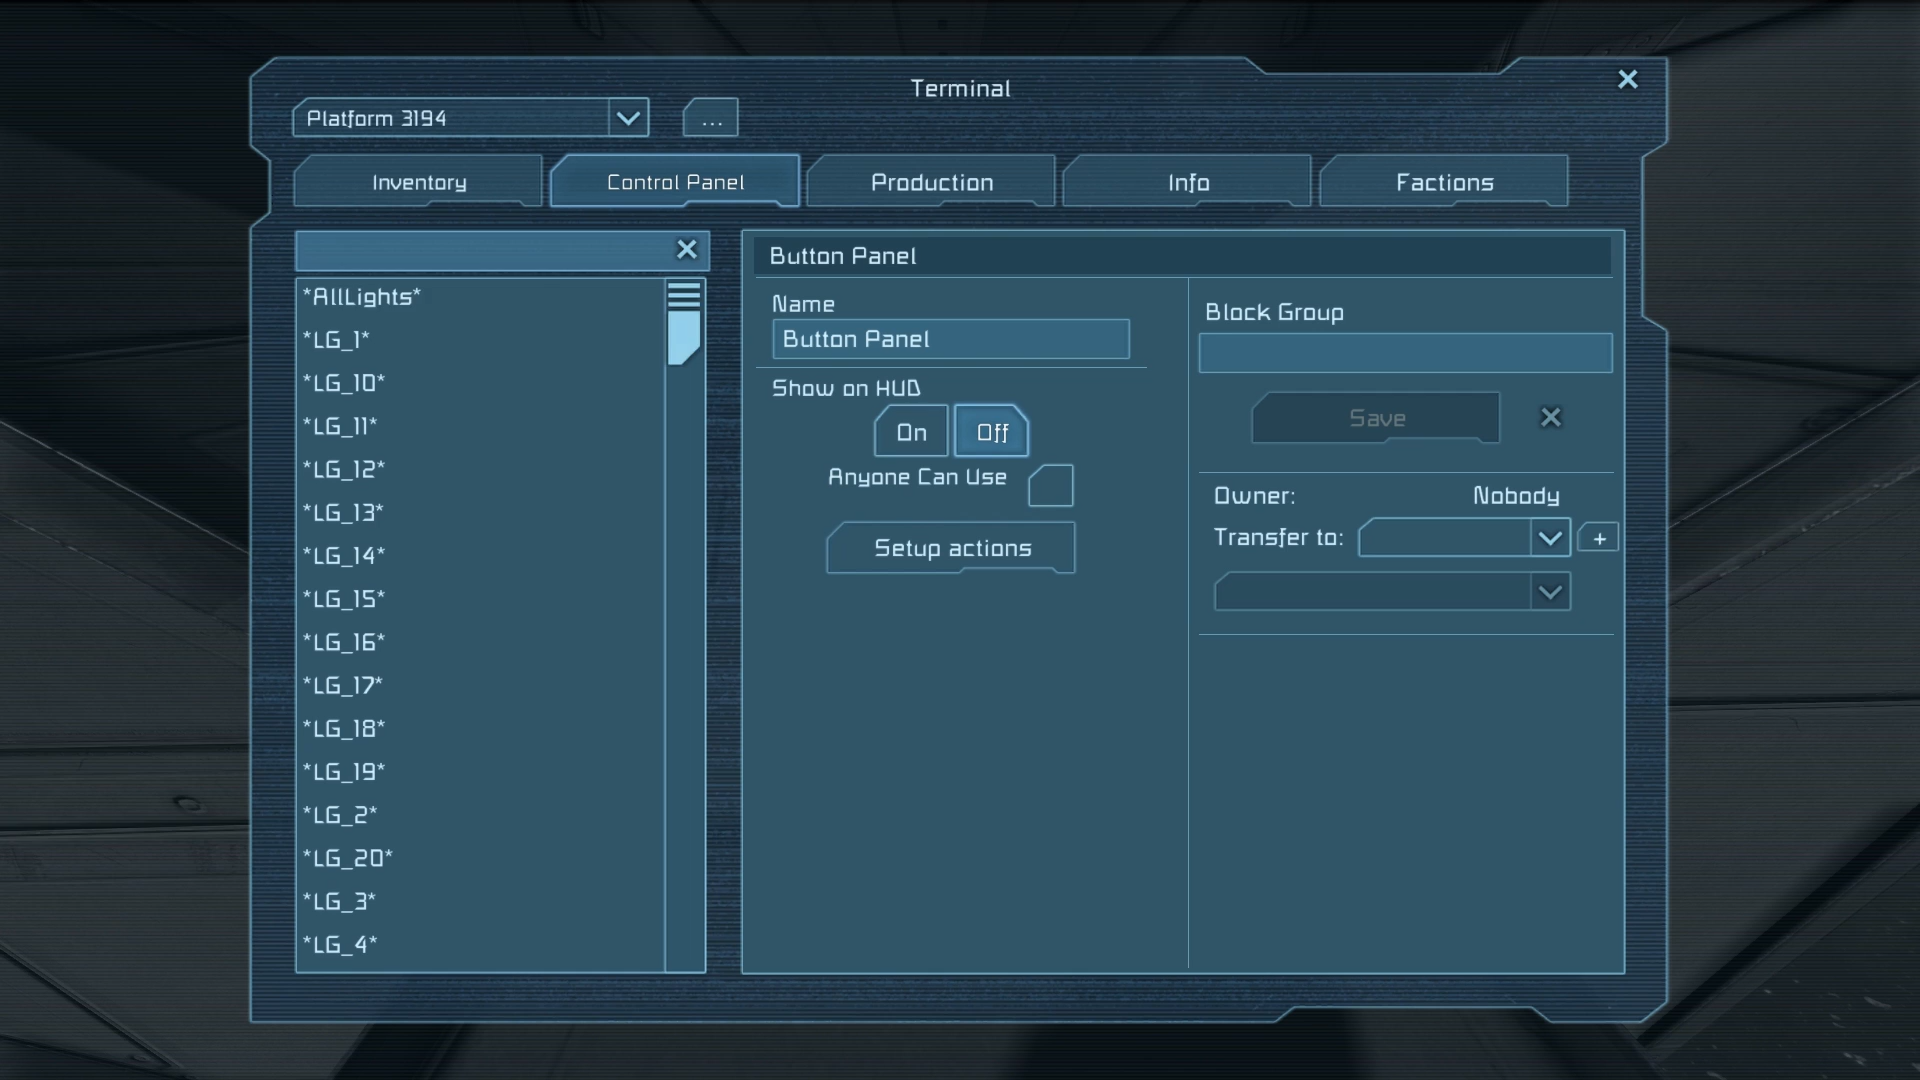 Terminal
Platform 3194
...
Inventory
Control Panel
Production
Info
Factions
*AllLights*
*LG_1*
*LG_10*
*LG_11*
*LG_12*
*LG_13*
*LG_14*
*LG_15*
*LG_16*
*LG_17*
*LG_18*
*LG_19*
*LG_2*
*LG_20*
*LG_3*
*LG_4*
Button Panel
Name
Button Panel
Show on HUD
On Off
Anyone Can Use
Setup actions
Block Group
Save
Owner: Nobody
Transfer to: +